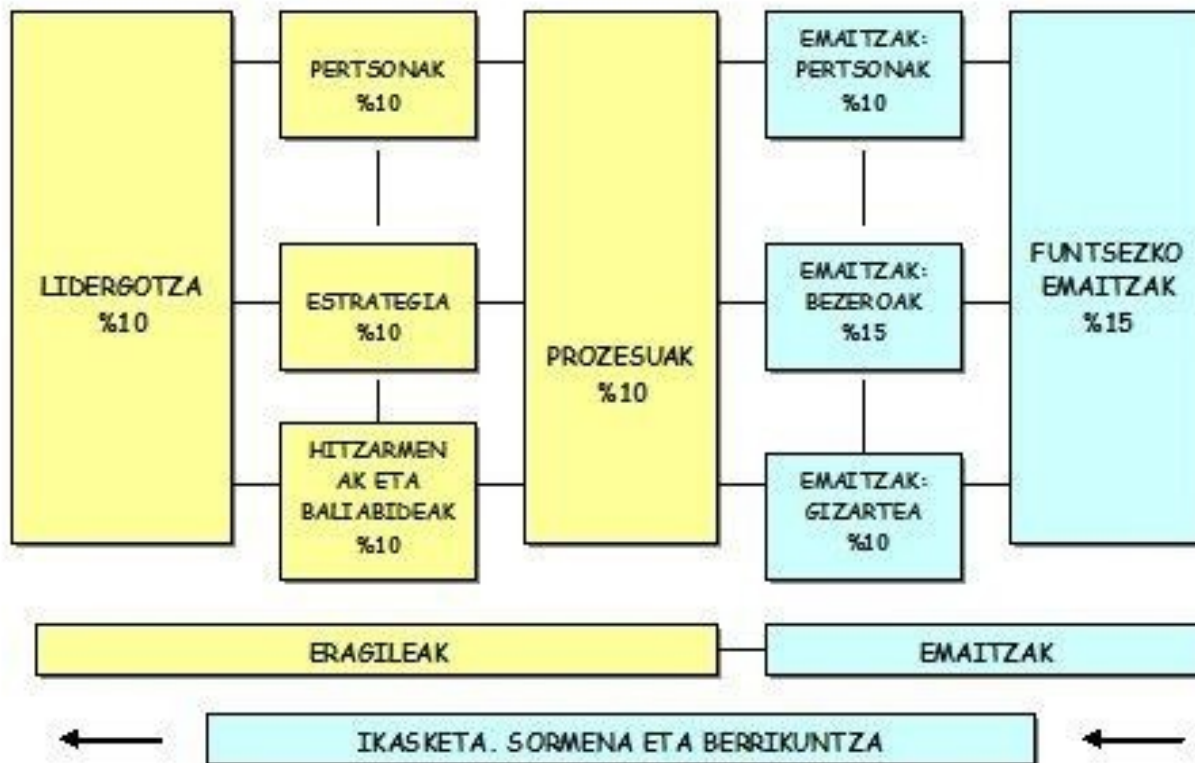 LIDERGOTZA
%10
PERTSONAK
%10
ESTRATEGIA
%10
HITZARMEN
AK ETA
BALIABIDEAK
%10
PROZESUAK
%10
EMAITZAK:
PERTSONAK
%10
EMAITZAK:
BEZEROAK
%15
EMAITZAK:
GIZARTEA
%10
FUNTSEZKO
EMAITZAK
%15
ERAGILEAK
EMAITZAK
IKASKETA. SORMENA ETA BERRIKUNTZA